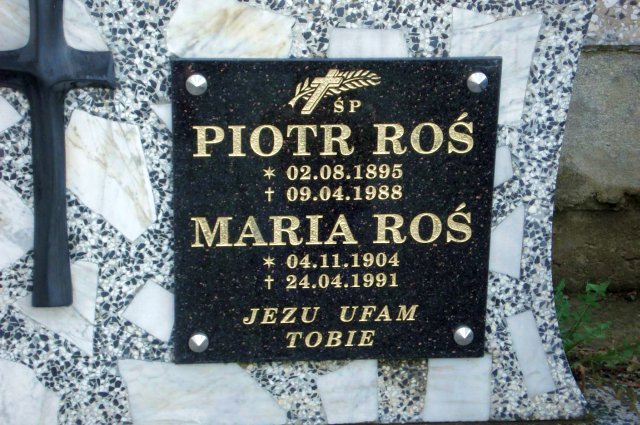 ŚP
PIOTR ROŚ
✶ 02.08.1895
† 09.04.1988
MARIA ROŚ
✶ 04.11.1904
† 24.04.1991
JEZU UFAM
TOBIE